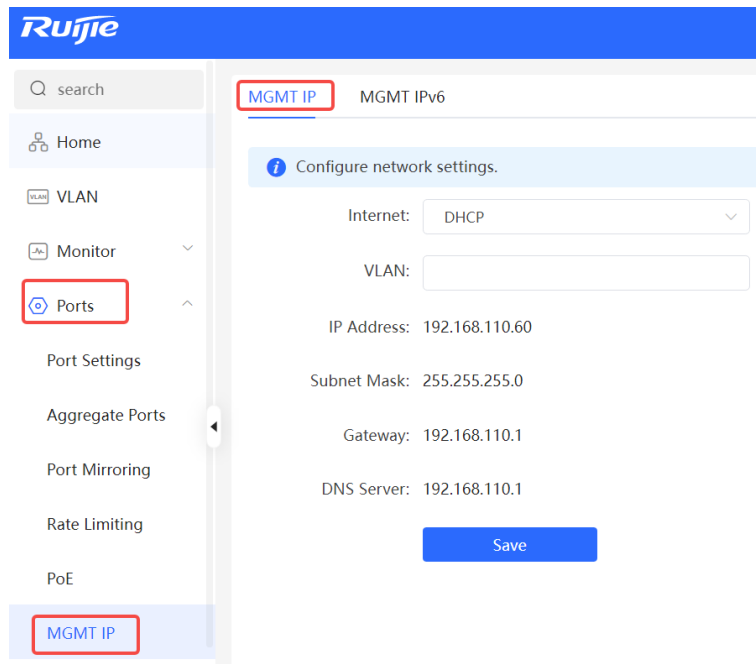 Ruijie
search
Home
VLAN VLAN
Monitor
Ports
Port Settings
Aggregate Ports
Port Mirroring
Rate Limiting
PoE
MGMT IP
MGMT IP MGMT IPv6
i Configure network settings.
Internet: DHCP
VLAN:
IP Address: 192.168.110.60
Subnet Mask: 255.255.255.0
Gateway: 192.168.110.1
DNS Server: 192.168.110.1
Save